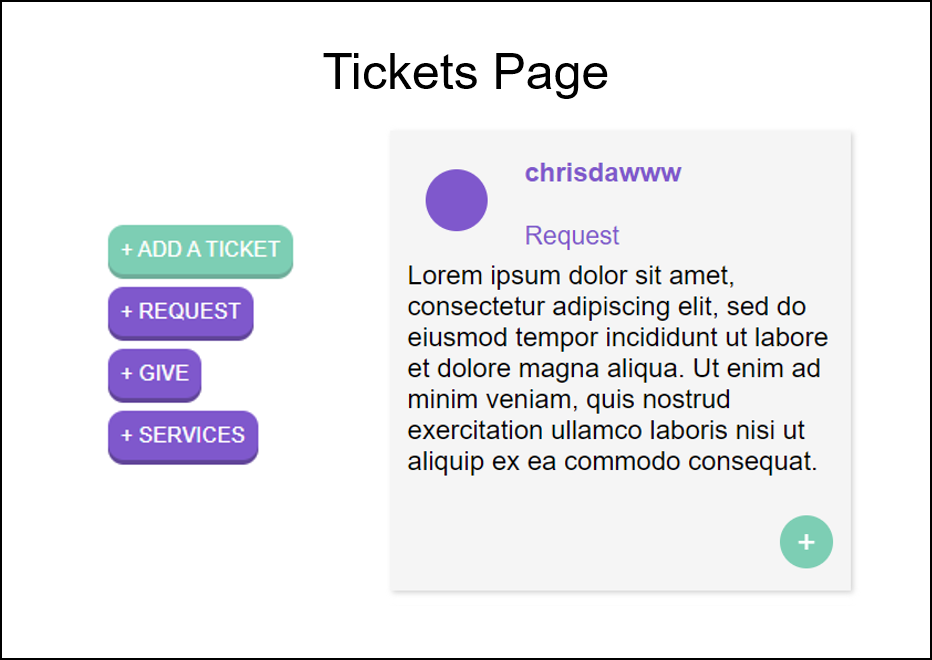 Tickets Page
+ ADD A TICKET
+ REQUEST
+ GIVE
+ SERVICES
chrisdawww
Request
Lorem ipsum dolor sit amet,
consectetur adipiscing elit, sed do
eiusmod tempor incididunt ut labore
et dolore magna aliqua. Ut enim ad
minim veniam, quis nostrud
exercitation ullamco laboris nisi ut
aliquip ex ea commodo consequat.
+